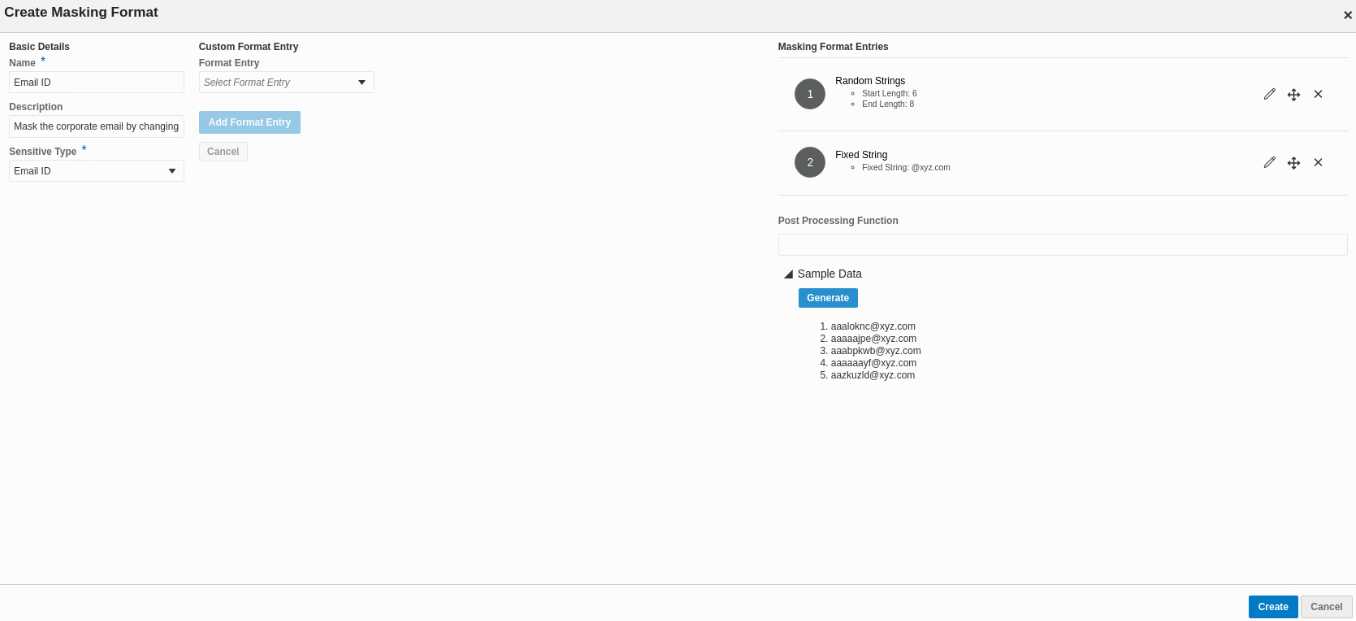 Create Masking Format
Basic Details
Name *
Email ID
Description
Mask the corporate email by changing
Sensitive Type *
Email ID
Custom Format Entry
Format Entry
Select Format Entry
Add Format Entry
Cancel
Masking Format Entries
1
Random Strings
Start Length: 6
End Length: 8
2
Fixed String
Fixed String: @xyz.com
Post Processing Function
Sample Data
Generate
1. aaaloknc@xyz.com
2. aaaaajpe@xyz.com
3. aaabpkwb@xyz.com
4. aaaaaayf@xyz.com
5. aazkuzld@xyz.com
Create Cancel